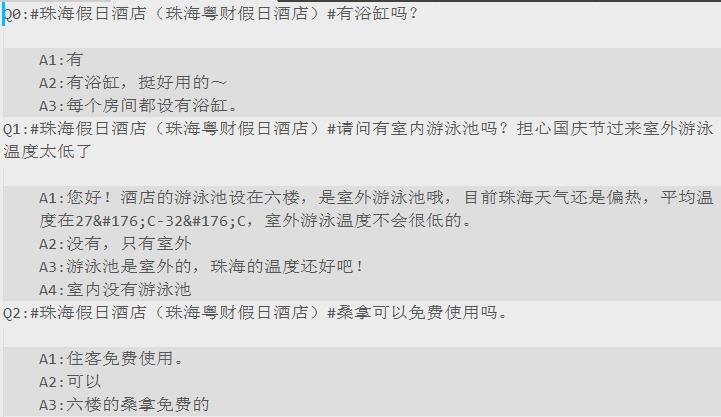 Q0:#珠海假日酒店（珠海粤财假日酒店）#有浴缸吗？
A1:有
A2:有浴缸，挺好用的～
A3:每个房间都设有浴缸。
Q1:#珠海假日酒店（珠海粤财假日酒店）#请问有室内游泳池吗？担心国庆节过来室外游泳
温度太低了
A1:您好！酒店的游泳池设在六楼，是室外游泳池哦，目前珠海天气还是偏热，平均温
度在27&#176;C-32&#176;C，室外游泳温度不会很低的。
A2:没有，只有室外
A3:游泳池是室外的，珠海的温度还好吧！
A4:室内没有游泳池
Q2:#珠海假日酒店（珠海粤财假日酒店）#桑拿可以免费使用吗。
A1:住客免费使用。
A2:可以
A3:六楼的桑拿免费的